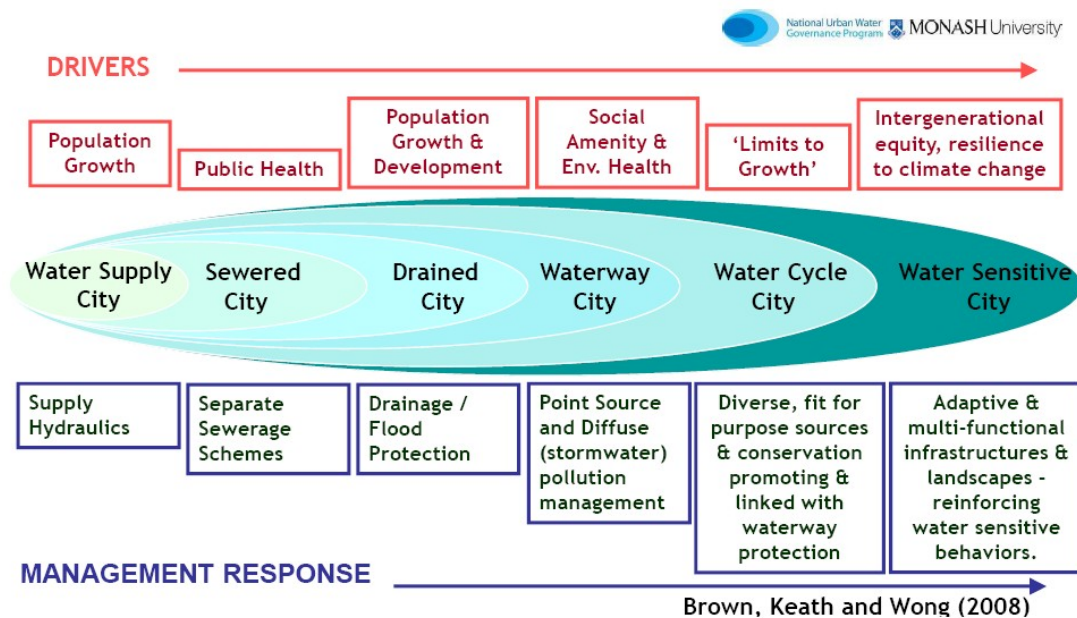 National Urban Water
Governance Program
MONASH University
DRIVERS
Population
Growth
Public Health
Population
Growth &
Development
Social
Amenity &
Env. Health
‘Limits to
Growth’
Intergenerational
equity, resilience
to climate change
Water Supply
City
Sewered
City
Drained
City
Waterway
City
Water Cycle
City
Water Sensitive
City
Supply
Hydraulics
Separate
Sewerage
Schemes
Drainage /
Flood
Protection
Point Source
and Diffuse
(stormwater)
pollution
management
Diverse, fit for
purpose sources
& conservation
promoting &
linked with
waterway
protection
Adaptive &
multi-functional
infrastructures &
landscapes -
reinforcing
water sensitive
behaviors.
MANAGEMENT RESPONSE
Brown, Keath and Wong (2008)